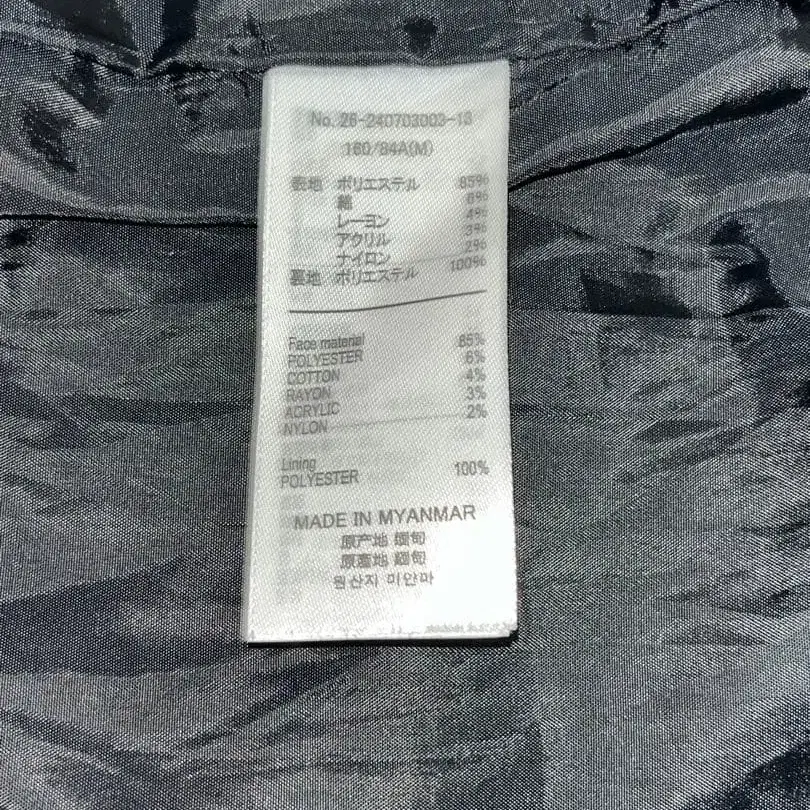 No. 26-240703003-13
160/84A(M)
表地 ポリエステル 85%
綿 6%
レーヨン 4%
アクリル 3%
ナイロン 2%
裏地 ポリエステル 100%
Face material
POLYESTER 85%
COTTON 6%
RAYON 4%
ACRYLIC 3%
NYLON 2%
Lining
POLYESTER 100%
MADE IN MYANMAR
原产地 缅甸
原產地 緬甸
원산지 미얀마